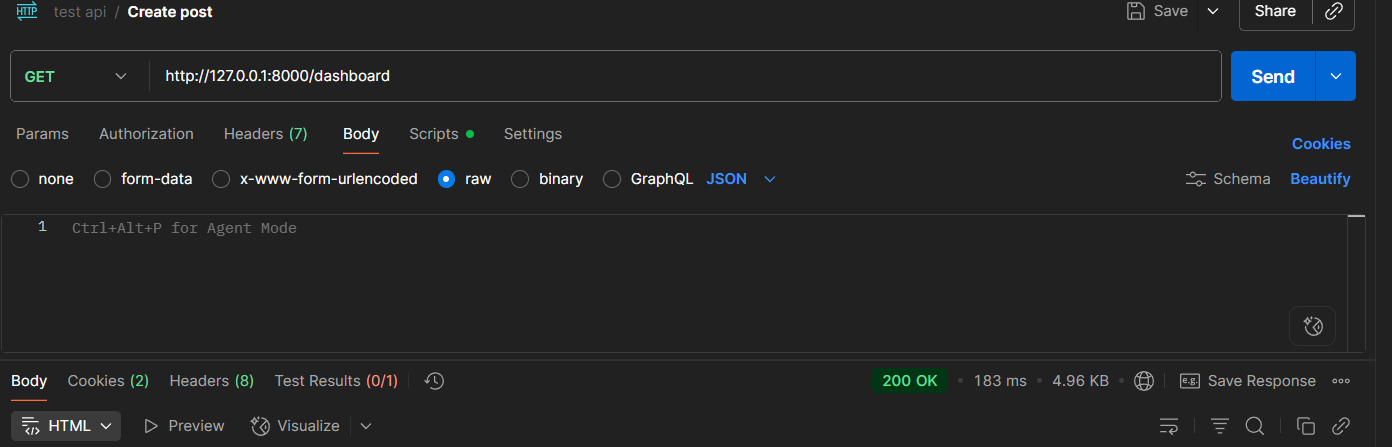 HTTP test api / Create post Save Share
GET http://127.0.0.1:8000/dashboard Send
Params Authorization Headers (7) Body Scripts Settings Cookies
none form-data x-www-form-urlencoded raw binary GraphQL JSON Schema Beautify
1 Ctrl+Alt+P for Agent Mode
Body Cookies (2) Headers (8) Test Results (0/1) 200 OK • 183 ms • 4.96 KB • e.g. Save Response
HTML Preview Visualize